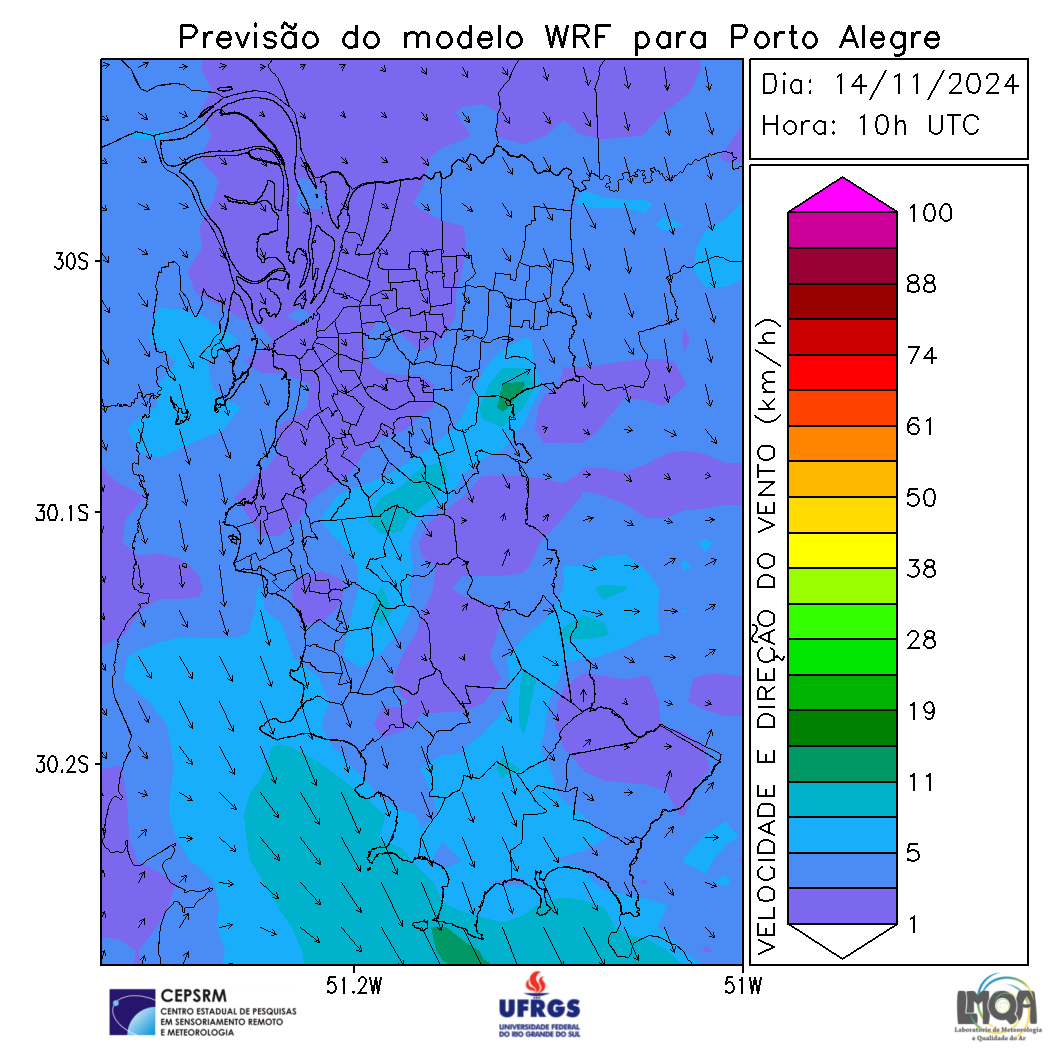 Previsão do modelo WRF para Porto Alegre
Dia: 14/11/2024
Hora: 10h UTC
30S
30.1S
30.2S
51.2W
51W
VELOCIDADE E DIREÇÃO DO VENTO (km/h)
100
88
74
61
50
38
28
19
11
5
1
CEPSRM
CENTRO ESTADUAL DE PESQUISAS
EM SENSORIAMENTO REMOTO
E METEOROLOGIA
UFRGS
UNIVERSIDADE FEDERAL
DO RIO GRANDE DO SUL
LMQA
Laboratório de Meteorologia
e Qualidade do Ar